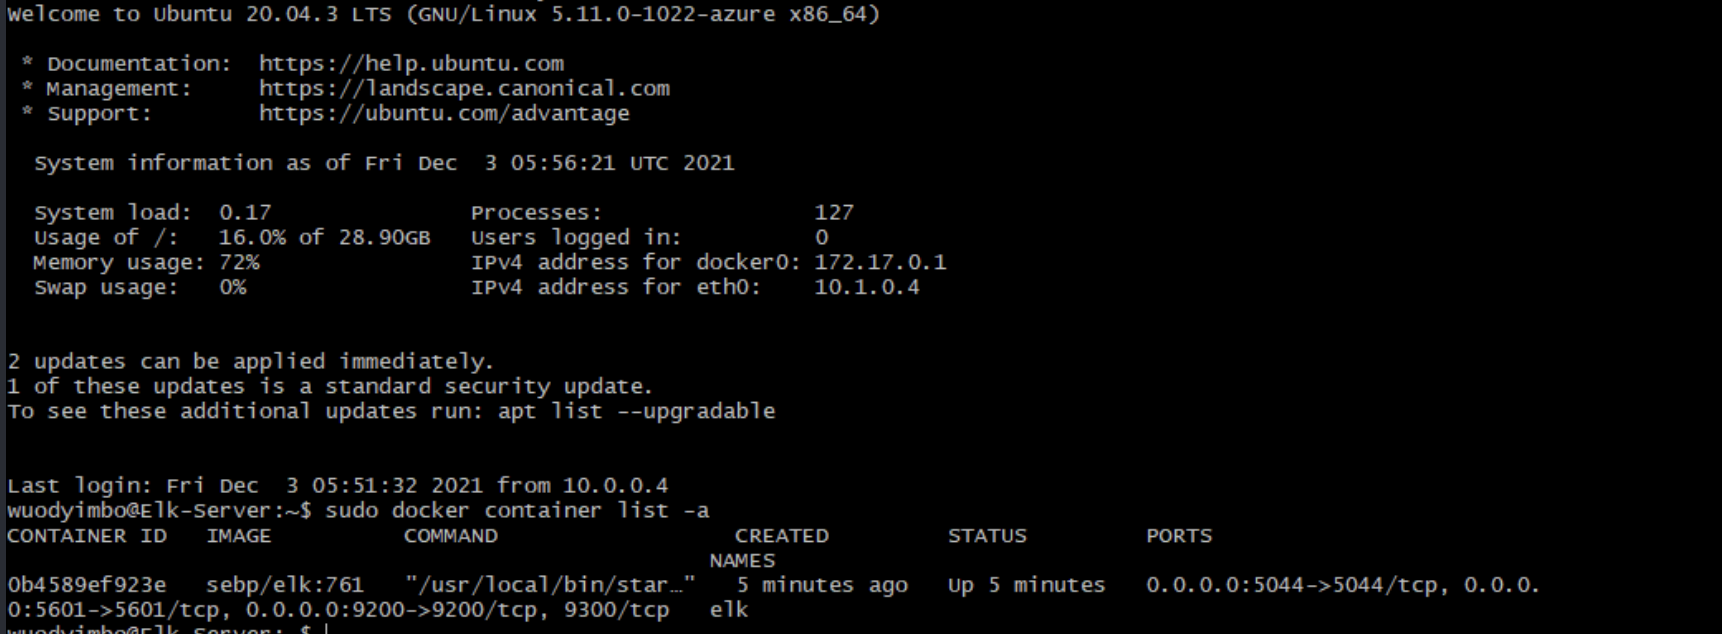 Welcome to Ubuntu 20.04.3 LTS (GNU/Linux 5.11.0-1022-azure x86_64)
* Documentation:  https://help.ubuntu.com
* Management:     https://landscape.canonical.com
* Support:        https://ubuntu.com/advantage
System information as of Fri Dec  3 05:56:21 UTC 2021
System load:  0.17               Processes:                127
Usage of /:   16.0% of 28.90GB   Users logged in:          0
Memory usage: 72%                IPv4 address for docker0: 172.17.0.1
Swap usage:   0%                 IPv4 address for eth0:    10.1.0.4
2 updates can be applied immediately.
1 of these updates is a standard security update.
To see these additional updates run: apt list --upgradable
Last login: Fri Dec  3 05:51:32 2021 from 10.0.0.4
wuodyimbo@Elk-Server:~$ sudo docker container list -a
CONTAINER ID   IMAGE          COMMAND                  CREATED         STATUS         PORTS
NAMES
0b4589ef923e   sebp/elk:761   "/usr/local/bin/star…"   5 minutes ago   Up 5 minutes   0.0.0.0:5044->5044/tcp, 0.0.0.
0:5601->5601/tcp, 0.0.0.0:9200->9200/tcp, 9300/tcp   elk
wuodyimbo@Elk-Server:~$